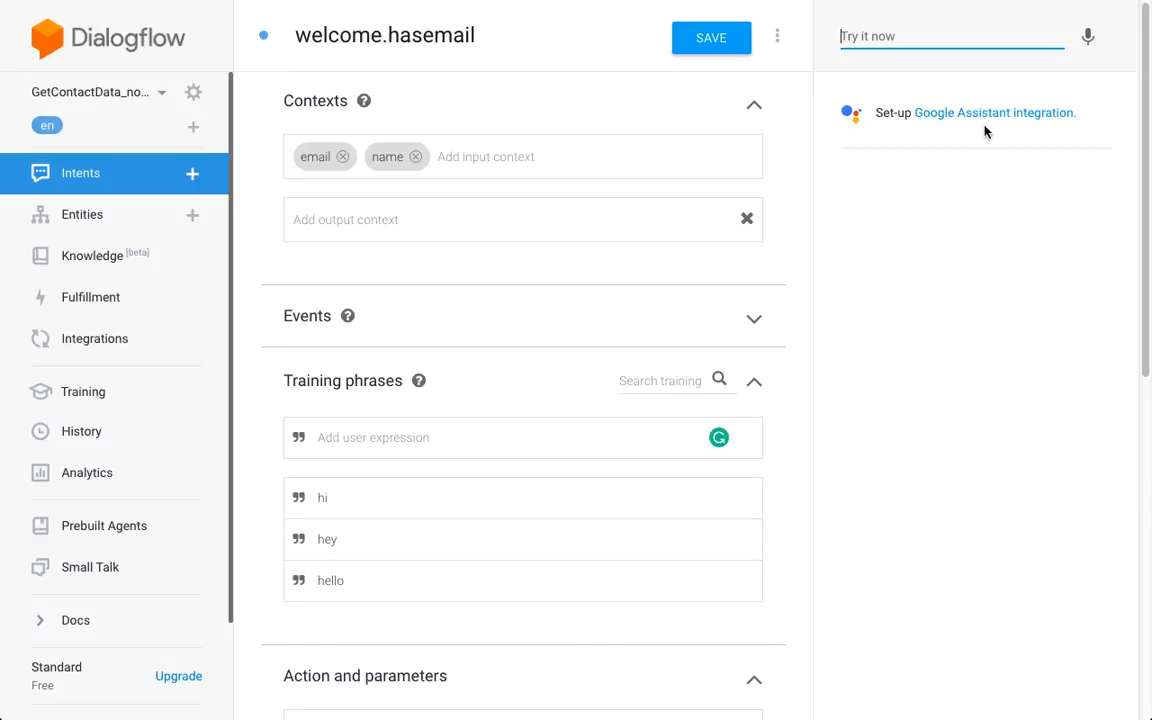 Dialogflow
GetContactData_no...
en
Intents
Entities
Knowledge [beta]
Fulfillment
Integrations
Training
History
Analytics
Prebuilt Agents
Small Talk
Docs
Standard
Free
Upgrade
welcome.hasemail
SAVE
Contexts
email
name
Add input context
Add output context
Events
Training phrases
Search training
Add user expression
hi
hey
hello
Action and parameters
Try it now
Set-up Google Assistant integration.